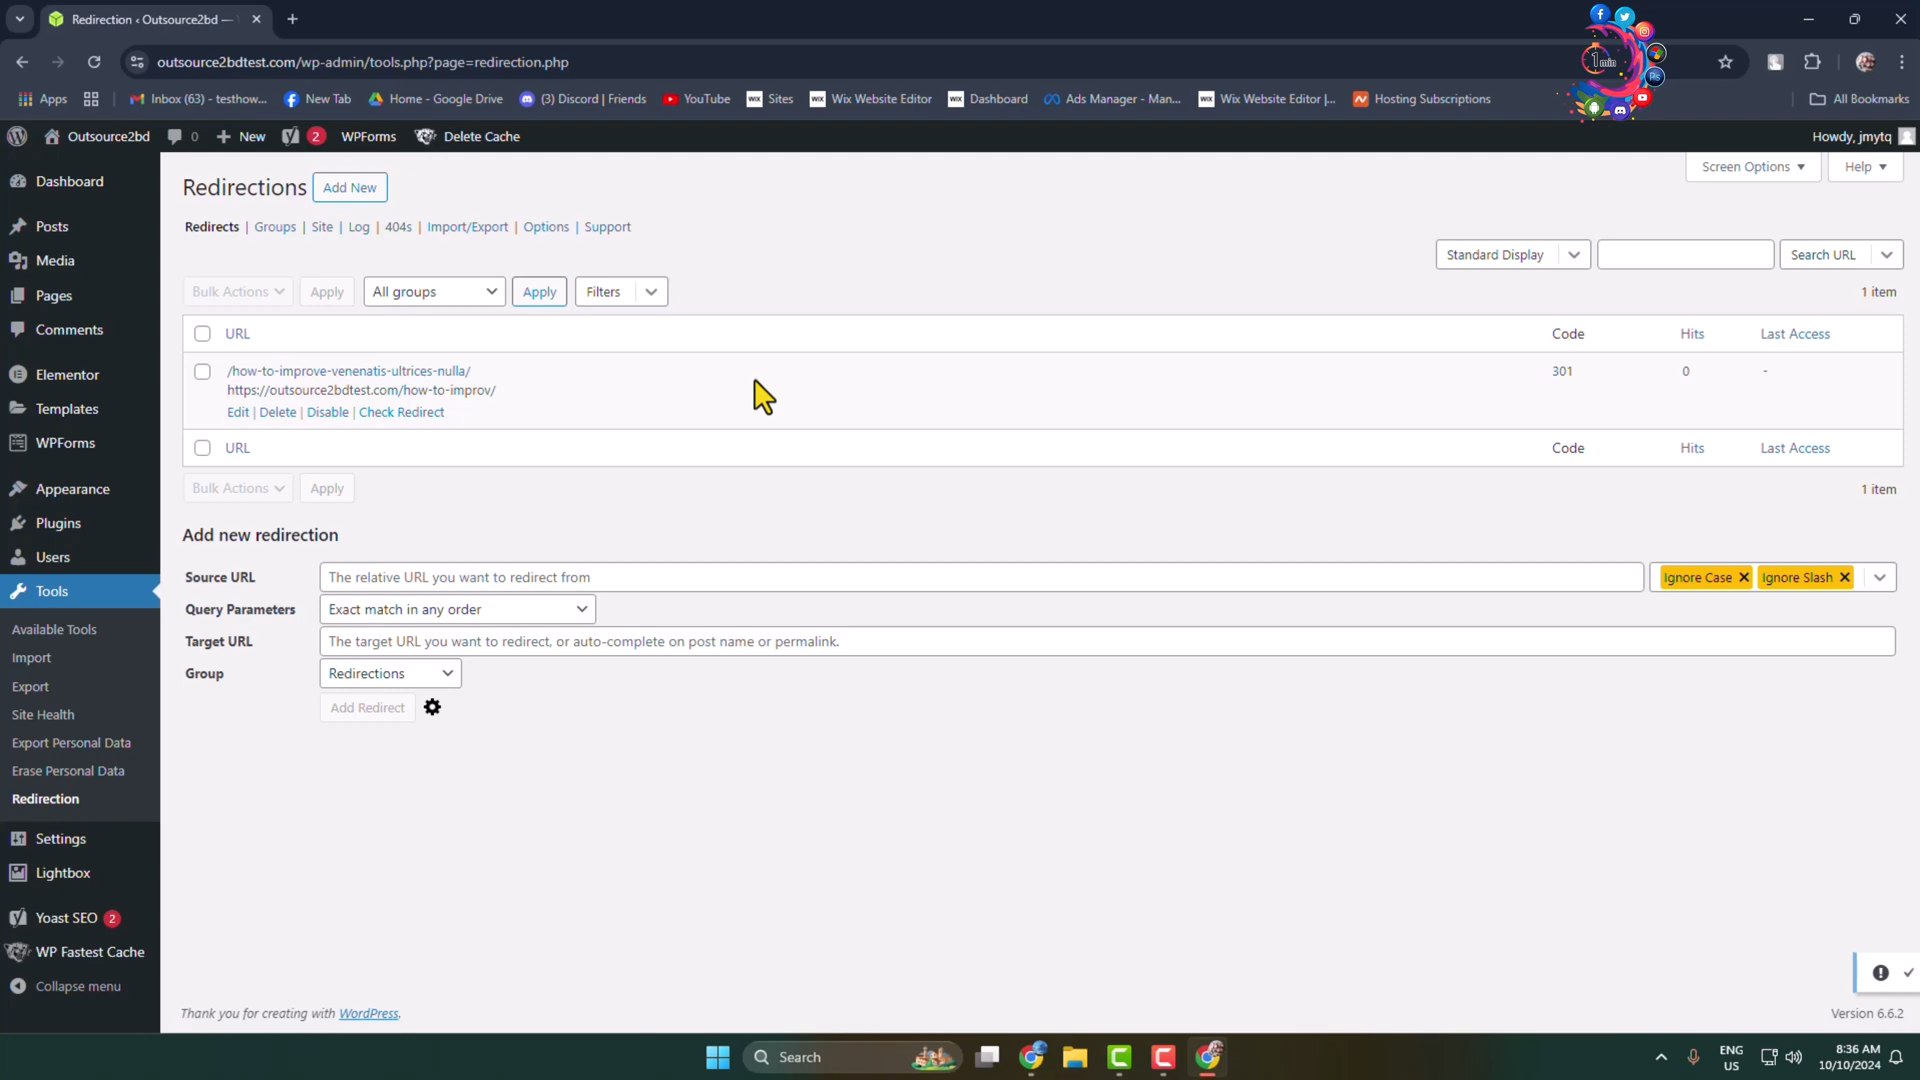 Redirection ‹ Outsource2bd —
outsource2bdtest.com/wp-admin/tools.php?page=redirection.php
1min
Ps
Apps
Inbox (63) - testhow...
New Tab
Home - Google Drive
(3) Discord | Friends
YouTube
WIX Sites
WIX Wix Website Editor
WIX Dashboard
Ads Manager - Man...
WIX Wix Website Editor |...
Hosting Subscriptions
All Bookmarks
Outsource2bd
0
New
2
WPForms
Delete Cache
Howdy, jmytq
Dashboard
Posts
Media
Pages
Comments
Elementor
Templates
WPForms
Appearance
Plugins
Users
Tools
Available Tools
Import
Export
Site Health
Export Personal Data
Erase Personal Data
Redirection
Settings
Lightbox
Yoast SEO 2
WP Fastest Cache
Collapse menu
Screen Options
Help
Redirections
Add New
Redirects | Groups | Site | Log | 404s | Import/Export | Options | Support
Standard Display
Search URL
Bulk Actions
Apply
All groups
Apply
Filters
1 item
URL
Code
Hits
Last Access
/how-to-improve-venenatis-ultrices-nulla/
301
0
-
https://outsource2bdtest.com/how-to-improv/
Edit | Delete | Disable | Check Redirect
URL
Code
Hits
Last Access
Bulk Actions
Apply
1 item
Add new redirection
Source URL
The relative URL you want to redirect from
Ignore Case
Ignore Slash
Query Parameters
Exact match in any order
Target URL
The target URL you want to redirect, or auto-complete on post name or permalink.
Group
Redirections
Add Redirect
Thank you for creating with WordPress.
Version 6.6.2
Search
ENG
US
8:36 AM
10/10/2024